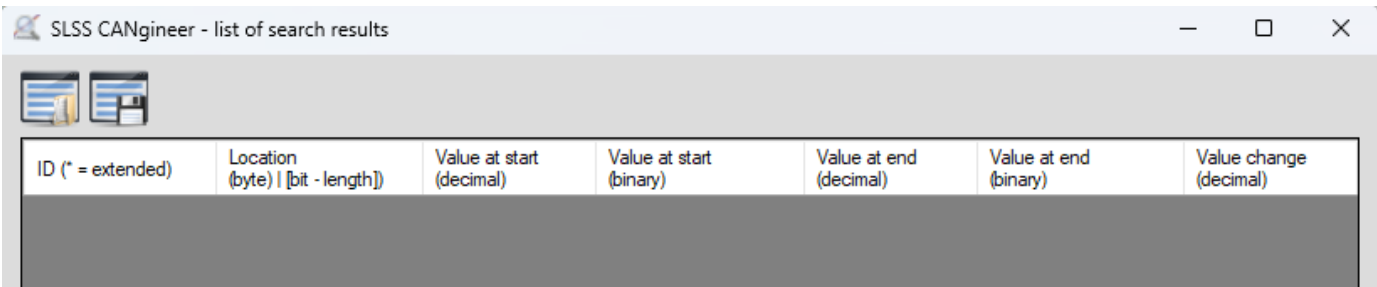 SLSS CANgineer - list of search results
ID (* = extended)
Location
(byte) | [bit - length])
Value at start
(decimal)
Value at start
(binary)
Value at end
(decimal)
Value at end
(binary)
Value change
(decimal)